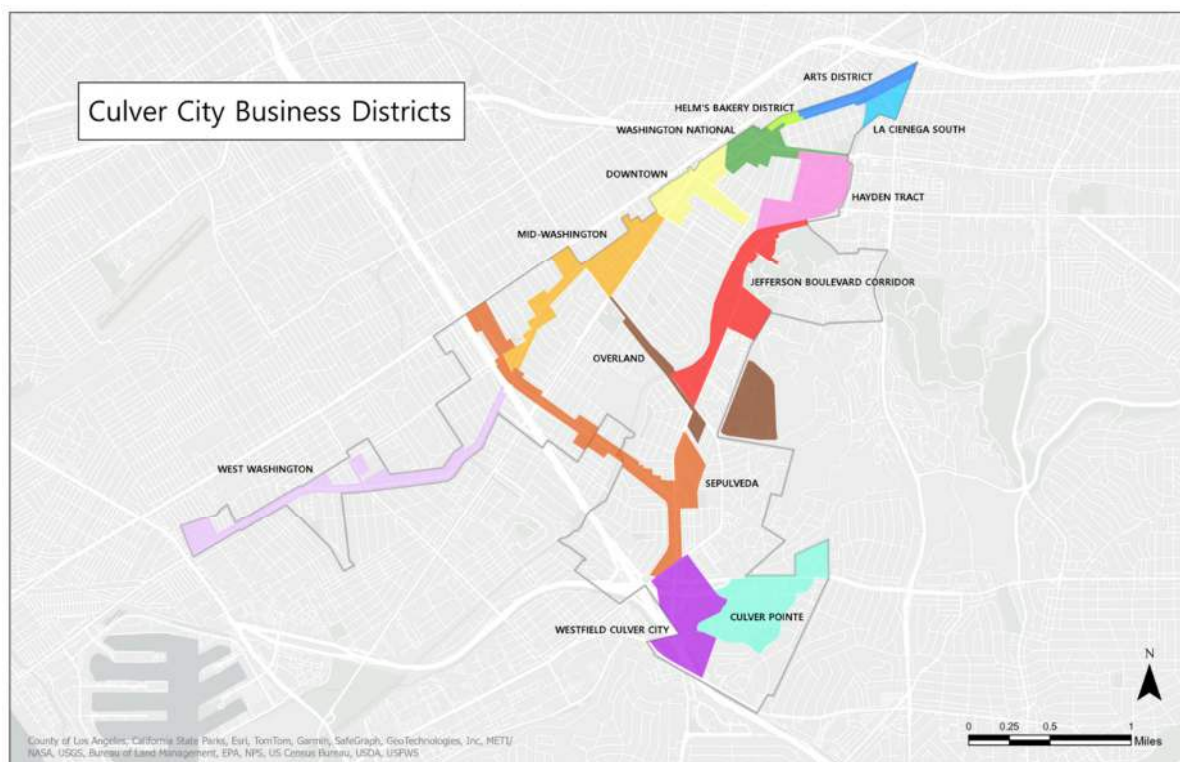 Culver City Business Districts
ARTS DISTRICT
HELM'S BAKERY DISTRICT
WASHINGTON NATIONAL
LA CIENEGA SOUTH
DOWNTOWN
HAYDEN TRACT
MID-WASHINGTON
JEFFERSON BOULEVARD CORRIDOR
OVERLAND
WEST WASHINGTON
SEPULVEDA
CULVER POINTE
WESTFIELD CULVER CITY
N
0 0.25 0.5 1
Miles
County of Los Angeles, California State Parks, Esri, TomTom, Garmin, SafeGraph, GeoTechnologies, Inc, METI/
NASA, USGS, Bureau of Land Management, EPA, NPS, US Census Bureau, USDA, USFWS